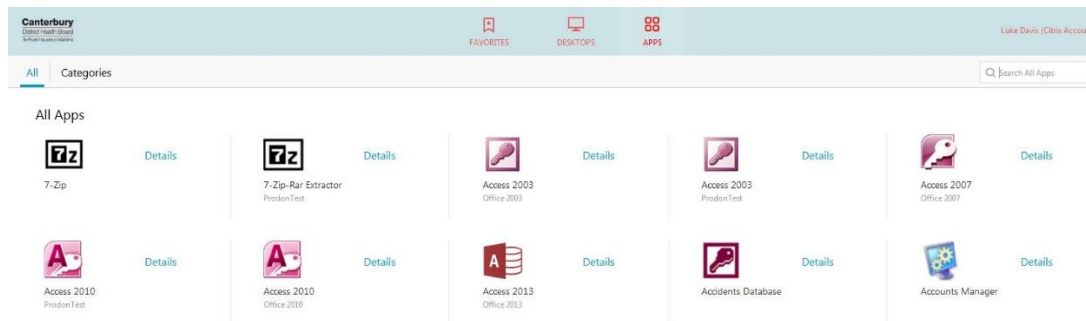 Canterbury
District Health Board
FAVORITES
DESKTOPS
APPS
Luke Davis (Citrix Accou
All
Categories
Search All Apps
All Apps
7-Zip
Details
7-Zip-Rar Extractor
ProdonTest
Details
Access 2003
Office 2003
Details
Access 2003
ProdonTest
Details
Access 2007
Office 2007
Details
Access 2010
ProdonTest
Details
Access 2010
Office 2010
Details
Access 2013
Office 2013
Details
Accidents Database
Details
Accounts Manager
Details